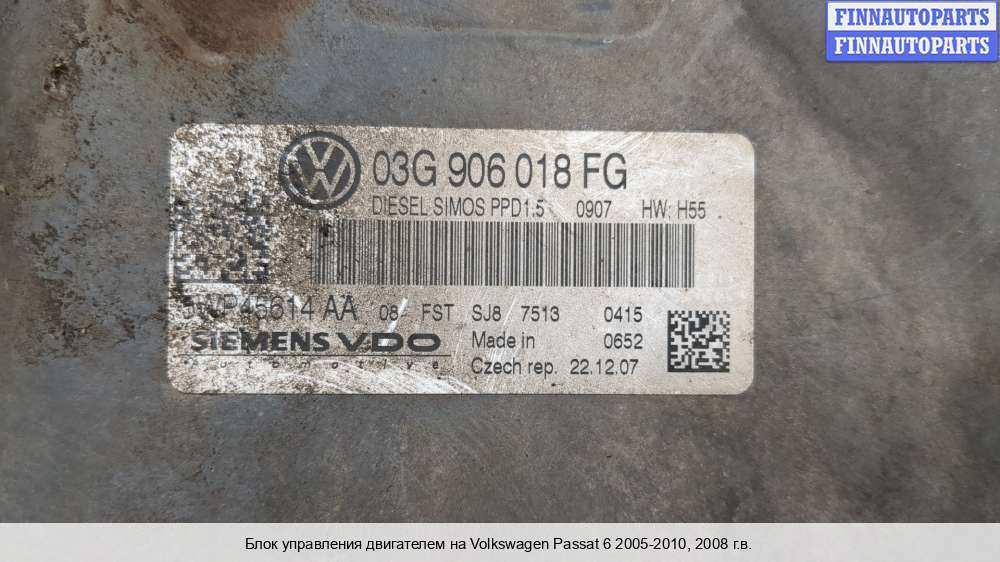 FINNAUTOPARTS
FINNAUTOPARTS
03G 906 018 FG
DIESEL SIMOS PPD1.5 0907 HW: H55
5WP45614 AA 08 FST SJ8 7513 0415
SIEMENS VDO Made in 0652
Automotive Czech rep. 22.12.07
Блок управления двигателем на Volkswagen Passat 6 2005-2010, 2008 г.в.